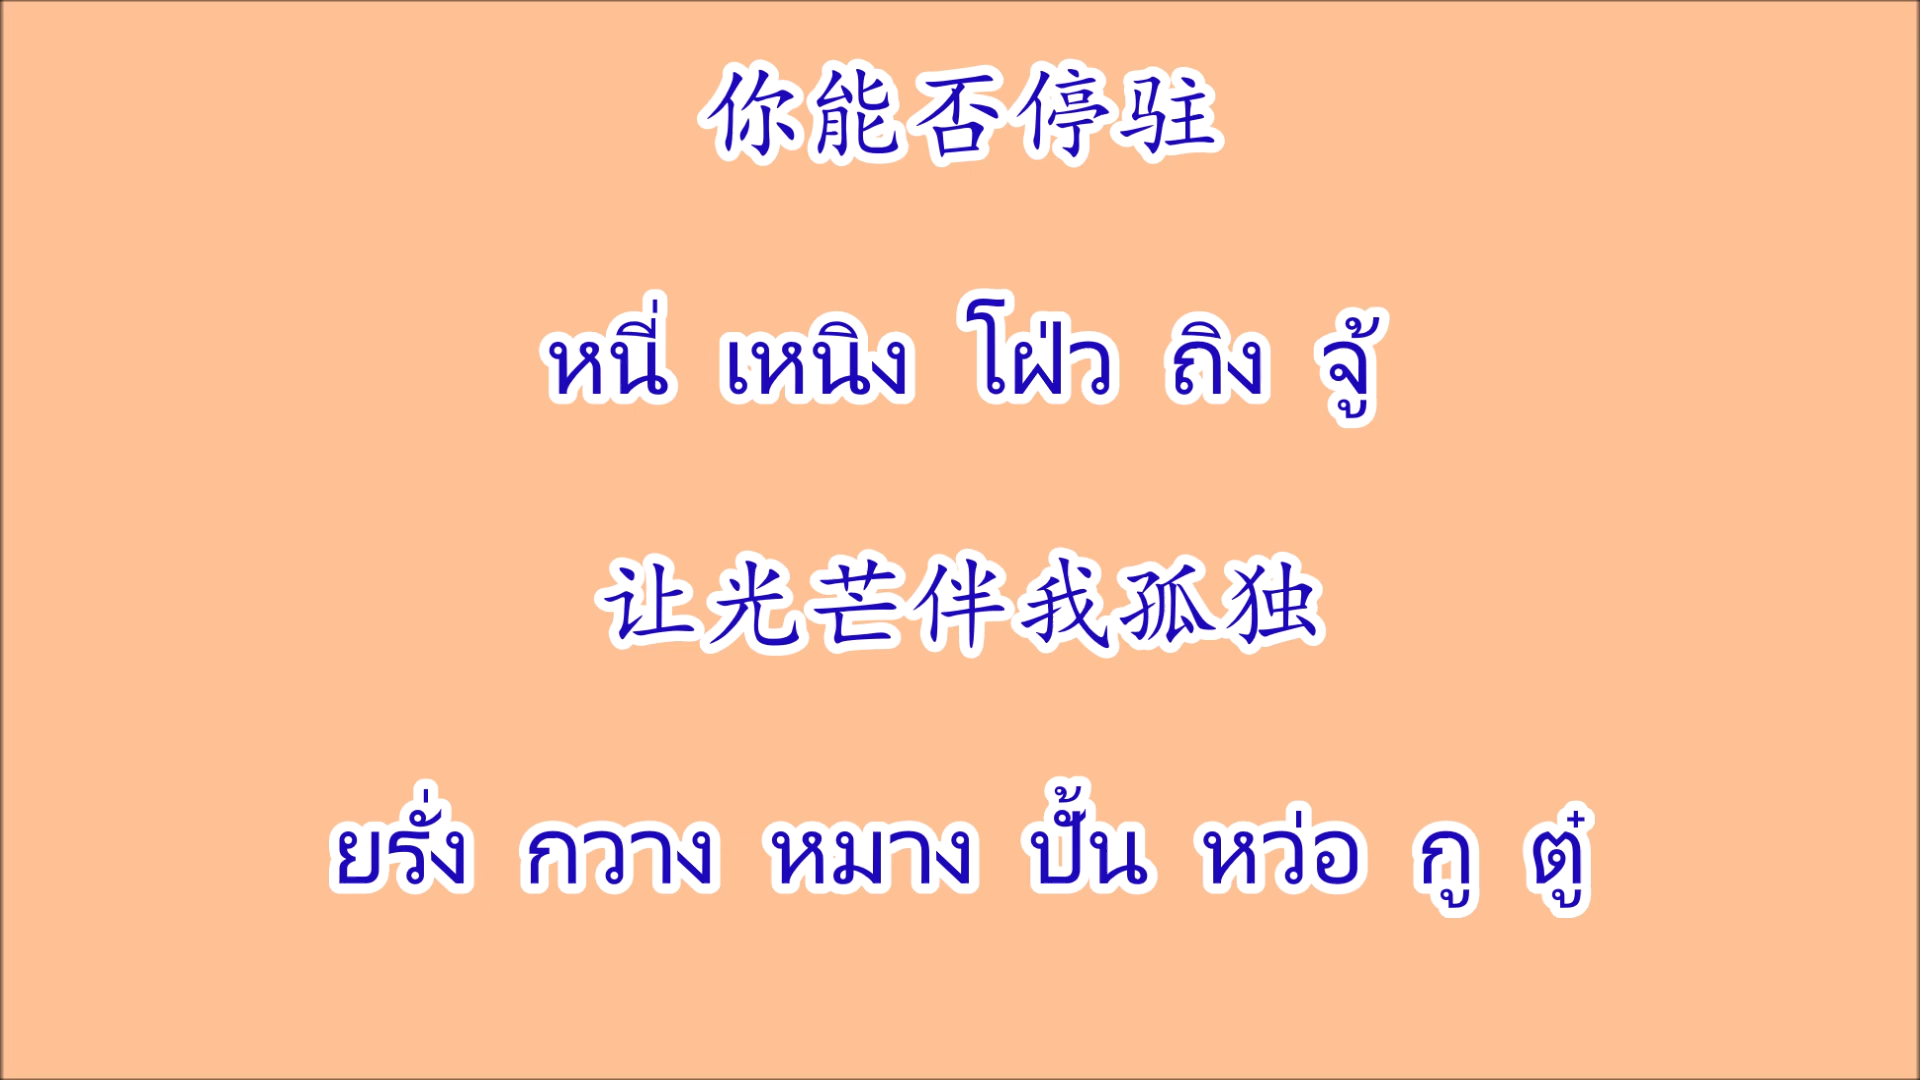 你能否停驻
หนี่ เหนิง โฝ่ว ถิง จู้
让光芒伴我孤独
ยรั่ง กวาง หมาง ปั้น หว่อ กู ตู๋